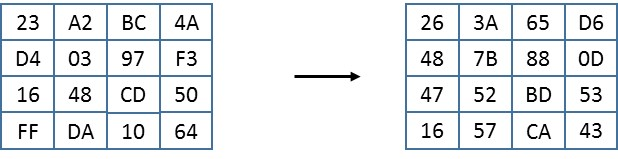 23 A2 BC 4A 26 3A 65 D6
D4 03 97 F3 48 7B 88 0D
16 48 CD 50 47 52 BD 53
FF DA 10 64 16 57 CA 43